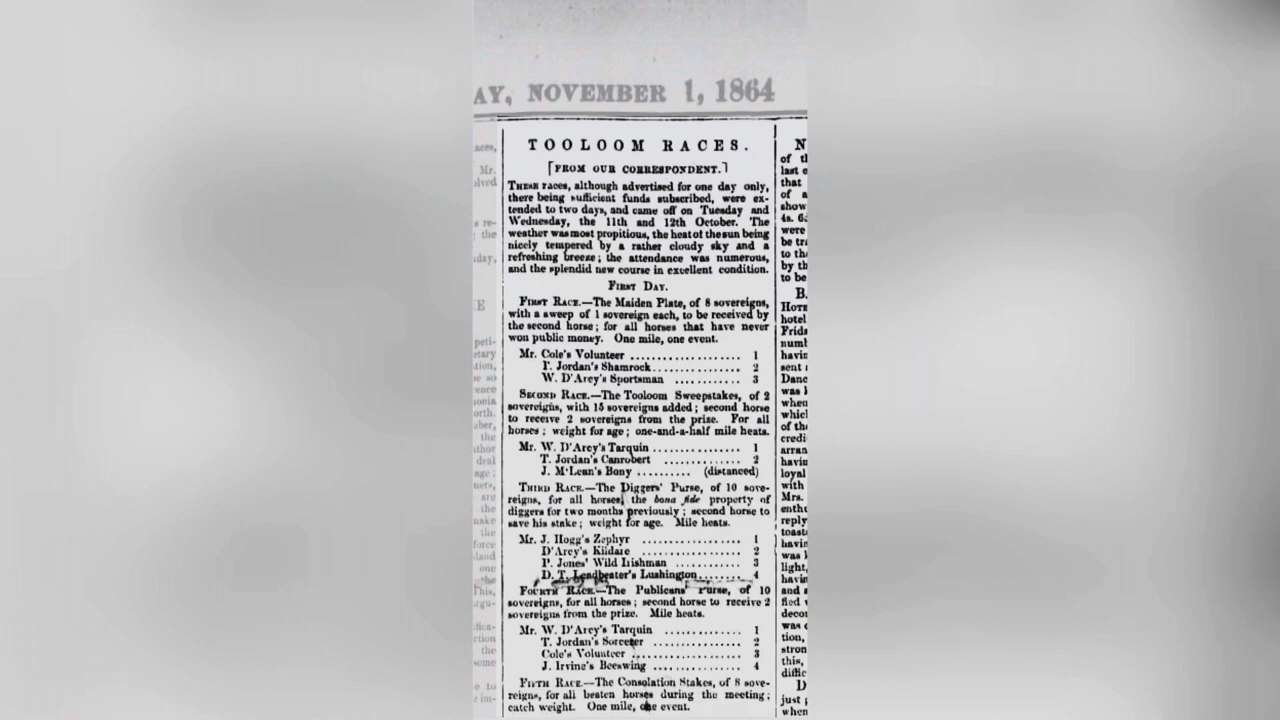 AY, NOVEMBER 1, 1864
TOOLOOM RACES.
[FROM OUR CORRESPONDENT.]
THESE races, although advertised for one day only,
there being sufficient funds subscribed, were ex-
tended to two days, and came off on Tuesday and
Wednesday, the 11th and 12th October. The
weather was most propitious, the heat of the sun being
nicely tempered by a rather cloudy sky and a
refreshing breeze; the attendance was numerous,
and the splendid new course in excellent condition.
FIRST DAY.
FIRST RACE.—The Maiden Plate, of 8 sovereigns,
with a sweep of 1 sovereign each, to be received by
the second horse; for all horses that have never
won public money. One mile, one event.
Mr. Cole's Volunteer .................... 1
T. Jordan's Shamrock.................... 2
W. D'Arcy's Sportsman ............... 3
SECOND RACE.—The Tooloom Sweepstakes, of 2
sovereigns, with 15 sovereigns added; second horse
to receive 2 sovereigns from the prize. For all
horses; weight for age; one-and-a-half mile heats.
Mr. W. D'Arcy's Tarquin .................... 1
T. Jordan's Canrobert .................... 2
J. M'Lean's Bony .......... (distanced)
THIRD RACE.—The Diggers' Purse, of 10 sove-
reigns, for all horses, the bona fide property of
diggers for two months previously; second horse to
save his stake; weight for age. Mile heats.
Mr. J. Hogg's Zephyr .................... 1
D'Arcy's Kildare .................... 2
P. Jones' Wild Irishman .................... 3
D. T. Leadbeater's Lushington........ 4
FOURTH RACE.—The Publicans' Purse, of 10
sovereigns, for all horses; second horse to receive 2
sovereigns from the prize. Mile heats.
Mr. W. D'Arcy's Tarquin ................ 1
T. Jordan's Sorcerer .................... 2
Cole's Volunteer ........................ 3
J. Irvine's Beeswing .................... 4
FIFTH RACE.—The Consolation Stakes, of 8 sove-
reigns, for all beaten horses during the meeting;
catch weight. One mile, one event.